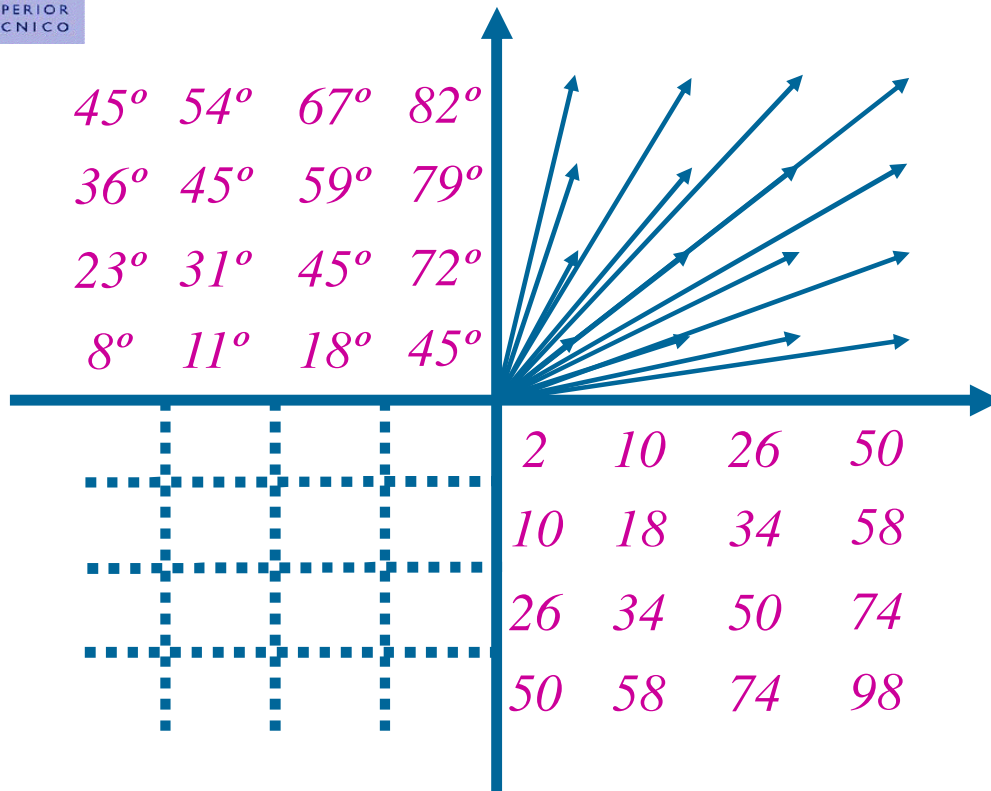 PERIOR
CNICO
45º 54º 67º 82º
36º 45º 59º 79º
23º 31º 45º 72º
8º 11º 18º 45º
2 10 26 50
10 18 34 58
26 34 50 74
50 58 74 98